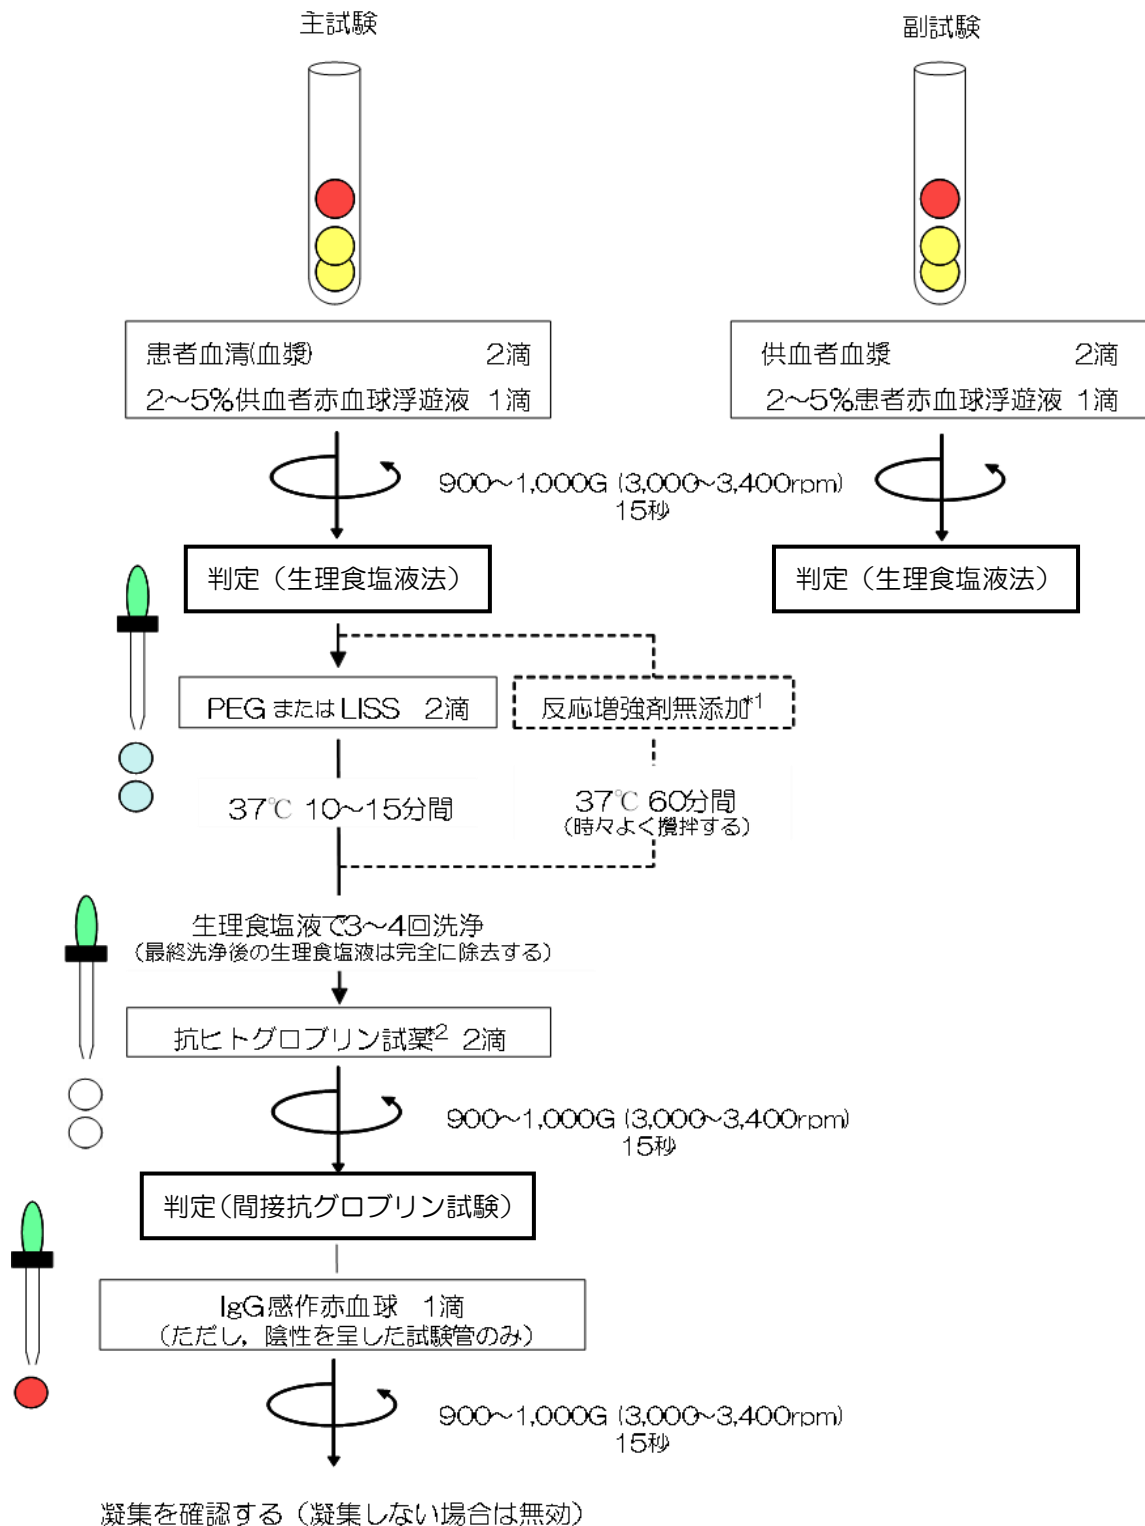 主試験
副試験
患者血清(血漿) 2滴
2～5%供血者赤血球浮遊液 1滴
供血者血漿 2滴
2～5%患者赤血球浮遊液 1滴
900～1,000G (3,000～3,400rpm)
15秒
判定（生理食塩液法）
判定（生理食塩液法）
PEG または LISS 2滴
反応増強剤無添加*1
37℃ 10～15分間
37℃ 60分間
（時々よく攪拌する）
生理食塩液で3～4回洗浄
（最終洗浄後の生理食塩液は完全に除去する）
抗ヒトグロブリン試薬*2 2滴
900～1,000G (3,000～3,400rpm)
15秒
判定（間接抗グロブリン試験）
IgG感作赤血球 1滴
（ただし，陰性を呈した試験管のみ）
900～1,000G (3,000～3,400rpm)
15秒
凝集を確認する（凝集しない場合は無効）